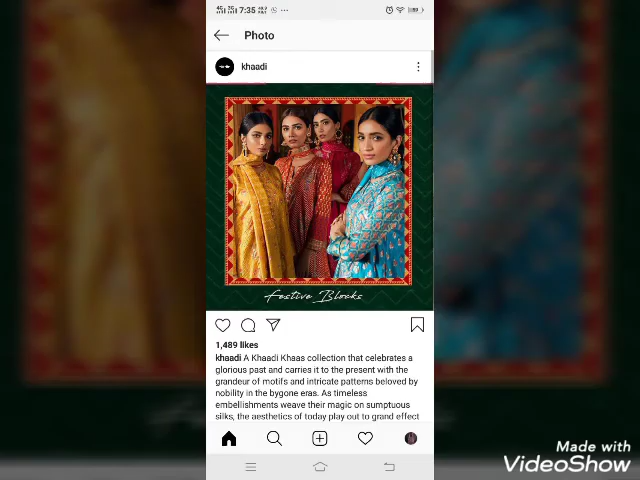 7:35
Photo
khaadi
Festive Blocks
1,489 likes
khaadi A Khaadi Khaas collection that celebrates a
glorious past and carries it to the present with the
grandeur of motifs and intricate patterns beloved by
nobility in the bygone eras. As timeless
embellishments weave their magic on sumptuous
silks, the aesthetics of today play out to grand effect
Made with
VideoShow